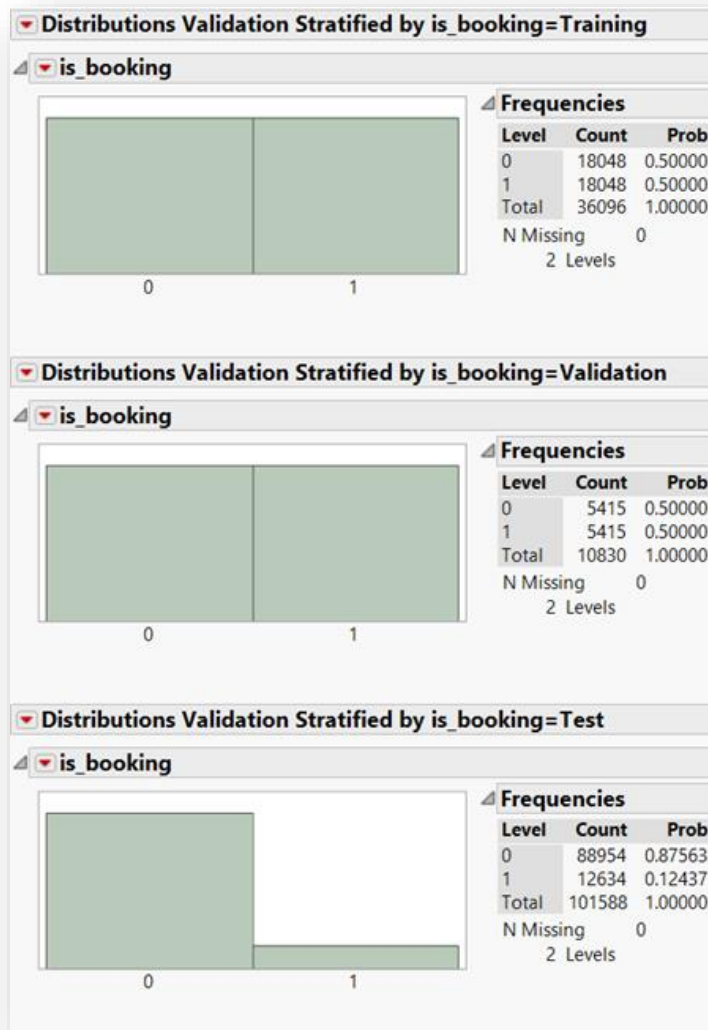 Distributions Validation Stratified by is_booking=Training
is_booking
Frequencies
Level Count Prob
0 18048 0.50000
1 18048 0.50000
Total 36096 1.00000
N Missing 0
2 Levels
0 1
Distributions Validation Stratified by is_booking=Validation
is_booking
Frequencies
Level Count Prob
0 5415 0.50000
1 5415 0.50000
Total 10830 1.00000
N Missing 0
2 Levels
0 1
Distributions Validation Stratified by is_booking=Test
is_booking
Frequencies
Level Count Prob
0 88954 0.87563
1 12634 0.12437
Total 101588 1.00000
N Missing 0
2 Levels
0 1